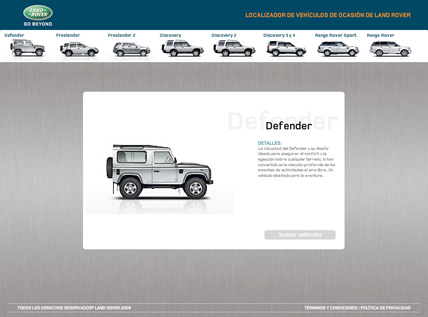 LAND-
ROVER
GO BEYOND
LOCALIZADOR DE VEHÍCULOS DE OCASIÓN DE LAND ROVER
Defender Freelander Freelander 2 Discovery Discovery 2 Discovery 3 y 4 Range Rover Sport Range Rover
Defender
Defender
DETALLES:
La robustez del Defender y su diseño
ideado para asegurar el confort y la
sujeción sobre cualquier terreno, lo han
convertido en la elección preferida de los
amantes de actividades al aire libre. Un
vehículo diseñado para la aventura.
buscar vehículos
TODOS LOS DERECHOS RESERVADOS® LAND ROVER 2009
TÉRMINO Y CONDICIONES | POLÍTICA DE PRIVACIDAD